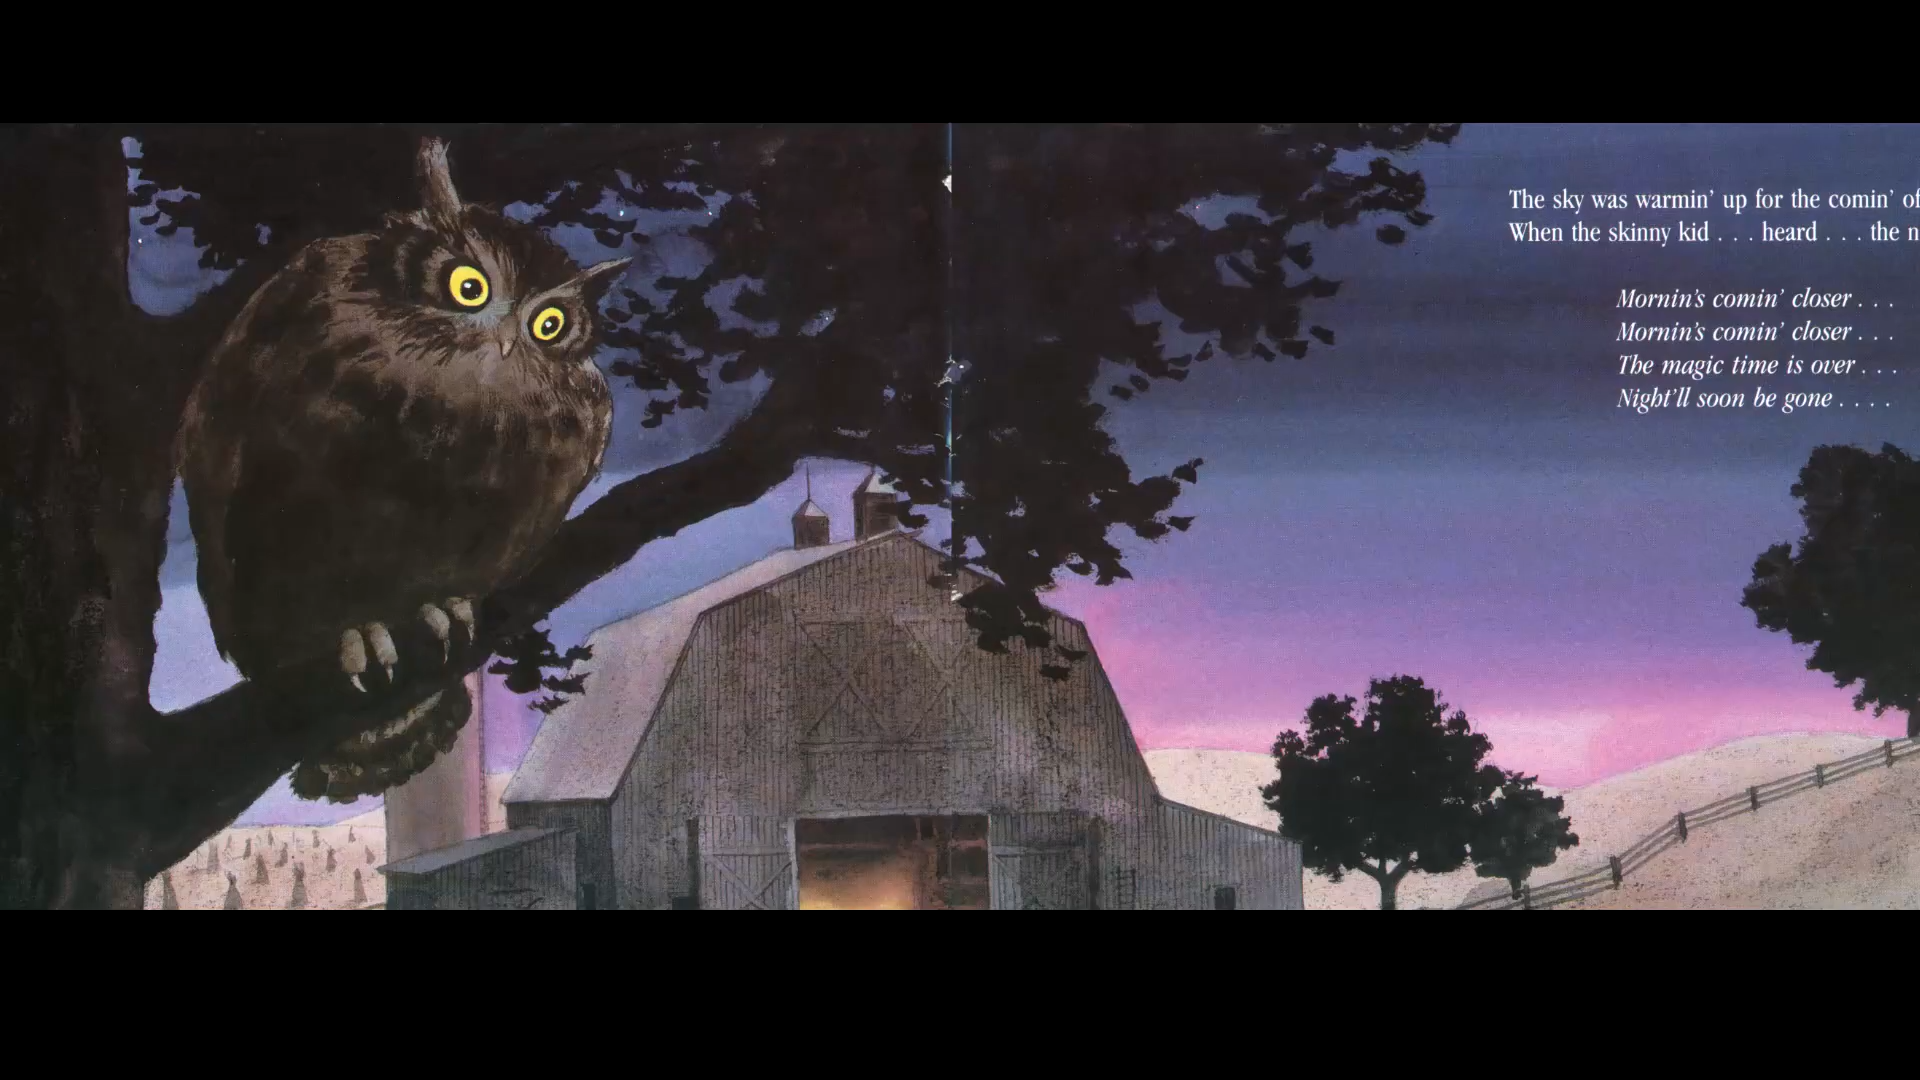 The sky was warmin’ up for the comin’ of
When the skinny kid . . . heard . . . the
Mornin’s comin’ closer . . .
Mornin’s comin’ closer . . .
The magic time is over . . .
Night’ll soon be gone . . . .